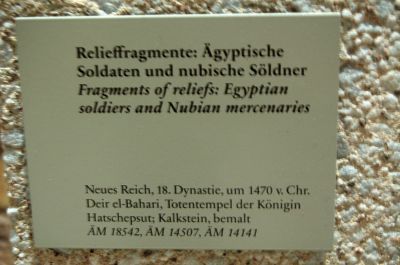 Relieffragmente: Ägyptische
Soldaten und nubische Söldner
Fragments of reliefs: Egyptian
soldiers and Nubian mercenaries
Neues Reich, 18. Dynastie, um 1470 v. Chr.
Deir el-Bahari, Totentempel der Königin
Hatschepsut; Kalkstein, bemalt
ÄM 18542, ÄM 14507, ÄM 14141